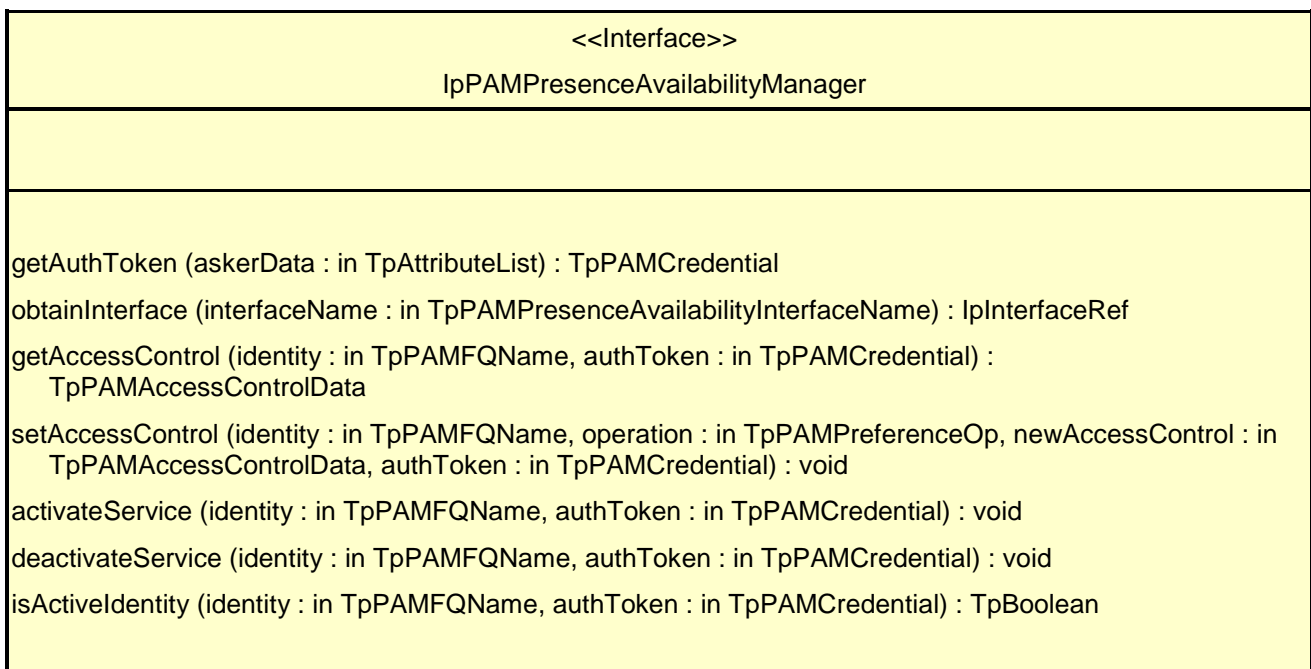 <<Interface>>
IpPAMPresenceAvailabilityManager
getAuthToken (askerData : in TpAttributeList) : TpPAMCredential
obtainInterface (interfaceName : in TpPAMPresenceAvailabilityInterfaceName) : IpInterfaceRef
getAccessControl (identity : in TpPAMFQName, authToken : in TpPAMCredential) :
TpPAMAccessControlData
setAccessControl (identity : in TpPAMFQName, operation : in TpPAMPreferenceOp, newAccessControl : in
TpPAMAccessControlData, authToken : in TpPAMCredential) : void
activateService (identity : in TpPAMFQName, authToken : in TpPAMCredential) : void
deactivateService (identity : in TpPAMFQName, authToken : in TpPAMCredential) : void
isActiveIdentity (identity : in TpPAMFQName, authToken : in TpPAMCredential) : TpBoolean